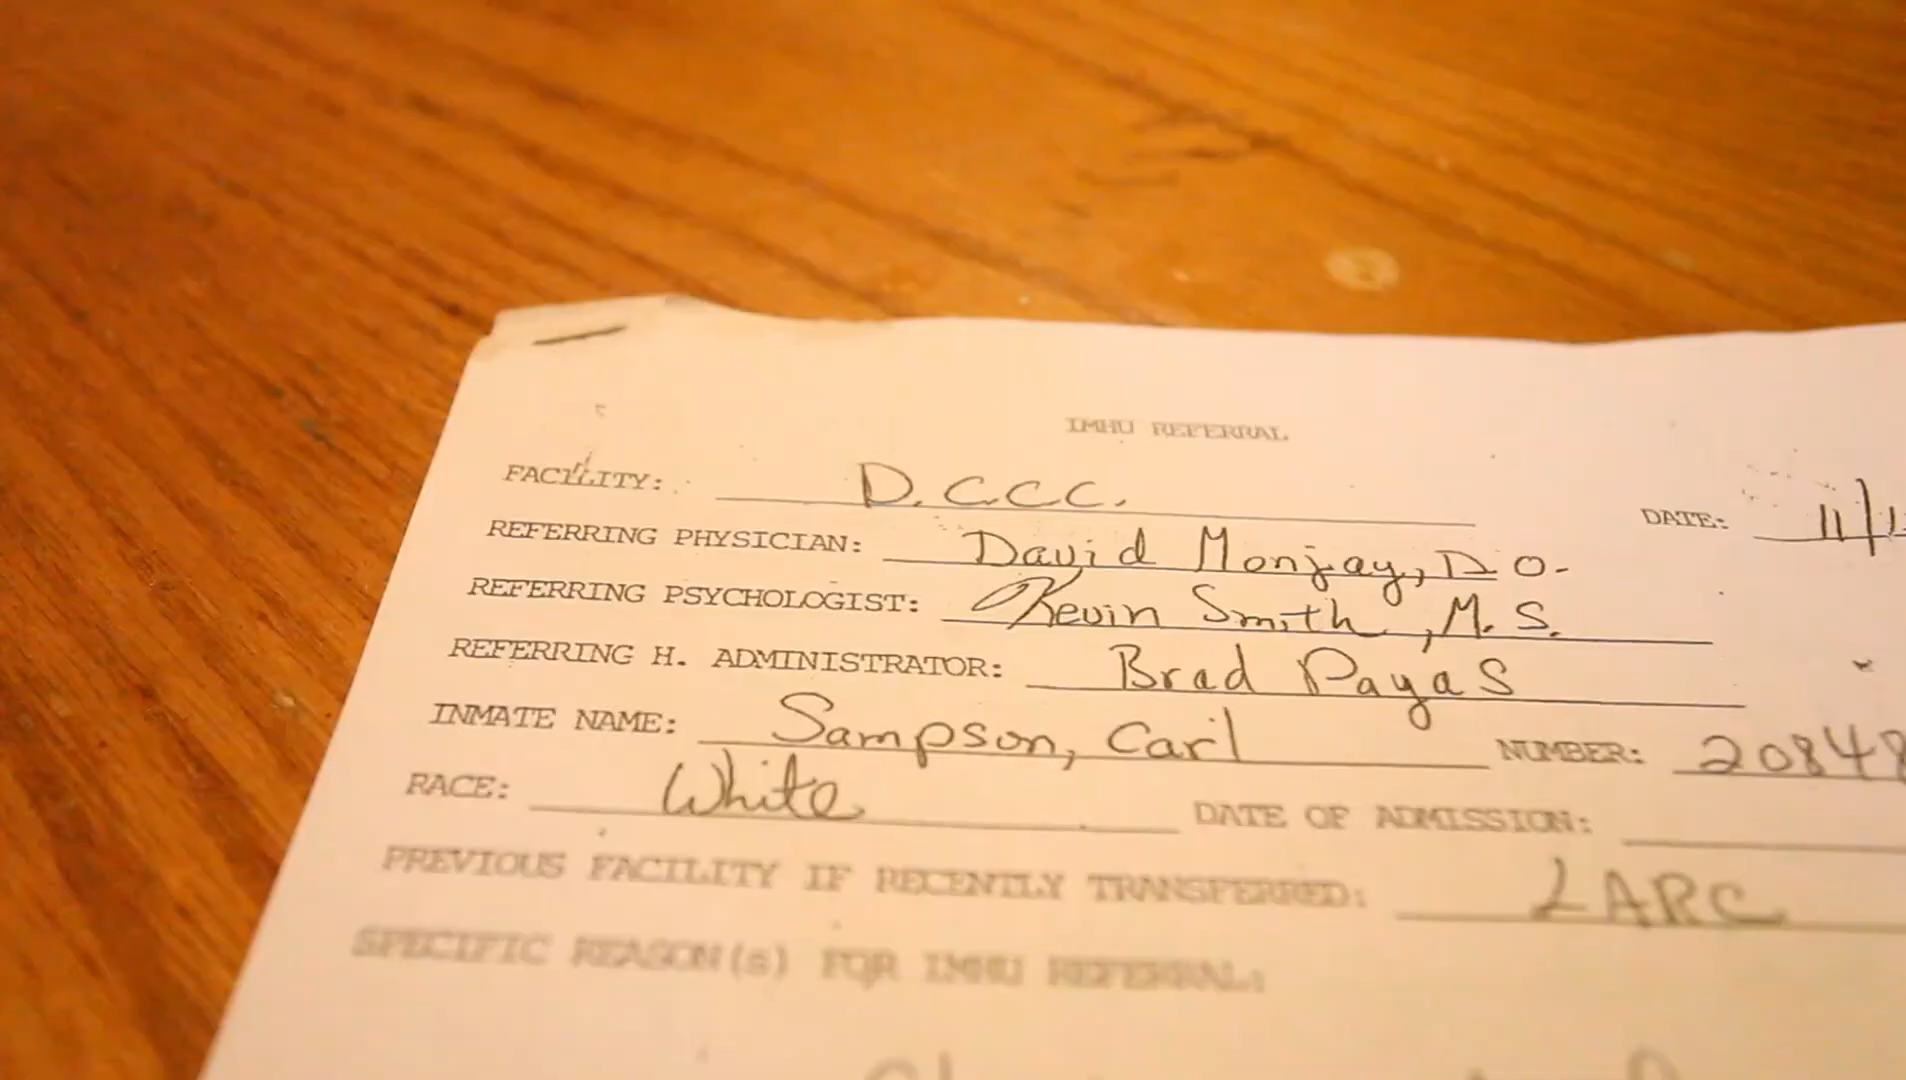 IMHU REFERRAL
FACILITY: D.C.C.C. DATE: 11/1
REFERRING PHYSICIAN: David Monjay, D.O.
REFERRING PSYCHOLOGIST: Kevin Smith, M.S.
REFERRING H. ADMINISTRATOR: Brad Payas
INMATE NAME: Sampson, Carl NUMBER: 20848
RACE: White DATE OF ADMISSION:
PREVIOUS FACILITY IF RECENTLY TRANSFERRED: LARC
SPECIFIC REASON(s) FOR IMHU REFERRAL: